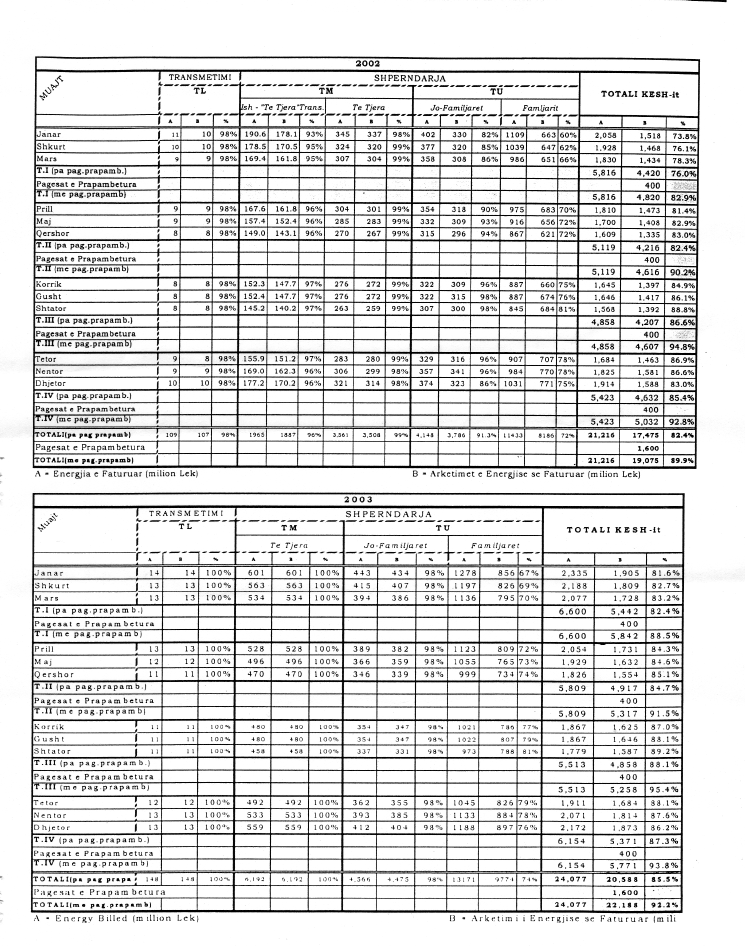 2002
MUAJT TRANSMETIMI SHPERNDARJA TOTALI KESH-it
TL TM TU
Ish - "Te Tjera"Trans. Te Tjera Jo-Familjaret Famljarit
A B % A B % A B % A B % A B % A B %
Janar 11 10 98% 190.6 178.1 93% 345 337 98% 402 330 82% 1109 663 60% 2,058 1,518 73.8%
Shkurt 10 10 98% 178.5 170.5 95% 324 320 99% 377 320 85% 1039 647 62% 1,928 1,468 76.1%
Mars 9 9 98% 169.4 161.8 95% 307 304 99% 358 308 86% 986 651 66% 1,830 1,434 78.3%
T.I (pa pag.prapamb.) 5,816 4,420 76.0%
Pagesat e Prapambetura 400
T.I (me pag.prapamb) 5,816 4,820 82.9%
Prill 9 9 98% 167.6 161.8 96% 304 301 99% 354 318 90% 975 683 70% 1,810 1,473 81.4%
Maj 9 9 98% 157.4 152.4 96% 285 283 99% 332 309 93% 916 656 72% 1,700 1,408 82.9%
Qershor 8 8 98% 149.0 143.1 96% 270 267 99% 315 296 94% 867 621 72% 1,609 1,335 83.0%
T.II (pa pag.prapamb.) 5,119 4,216 82.4%
Pagesat e Prapambetura 400
T.II (me pag.prapamb) 5,119 4,616 90.2%
Korrik 8 8 98% 152.3 147.7 97% 276 272 99% 322 309 96% 887 660 75% 1,645 1,397 84.9%
Gusht 8 8 98% 152.4 147.7 97% 276 272 99% 322 315 98% 887 674 76% 1,646 1,417 86.1%
Shtator 8 8 98% 145.2 140.2 97% 263 259 99% 307 300 98% 845 684 81% 1,568 1,392 88.8%
T.III (pa pag.prapamb.) 4,858 4,207 86.6%
Pagesat e Prapambetura 400
T.III (me pag.prapamb) 4,858 4,607 94.8%
Tetor 9 8 98% 155.9 151.2 97% 283 280 99% 329 316 96% 907 707 78% 1,684 1,463 86.9%
Nentor 9 9 98% 169.0 162.3 96% 306 299 98% 357 341 96% 984 770 78% 1,825 1,581 86.6%
Dhjetor 10 10 98% 177.2 170.2 96% 321 314 98% 374 323 86% 1031 771 75% 1,914 1,588 83.0%
T.IV (pa pag.prapamb.) 5,423 4,632 85.4%
Pagesat e Prapambetura 400
T.IV (me pag.prapamb) 5,423 5,032 92.8%
TOTALI(pa pag prapamb) 109 107 98% 1965 1887 96% 3,561 3,508 99% 4,148 3,786 91.3% 11433 8186 72% 21,216 17,475 82.4%
Pagesat e Prapambetura 1,600
TOTALI(me pag.prapamb) 21,216 19,075 89.9%
A = Energjia e Faturuar (milion Lek) B = Arketimet e Energjise se Faturuar (milion Lek)
2003
Muajt TRANSMETIMI SHPERNDARJA TOTALI KESH-it
TL TM TU
Te Tjera Jo-Familjaret Familjaret
A B % A B % A B % A B % A B %
Janar 14 14 100% 601 601 100% 443 434 98% 1278 856 67% 2,335 1,905 81.6%
Shkurt 13 13 100% 563 563 100% 415 407 98% 1197 826 69% 2,188 1,809 82.7%
Mars 13 13 100% 534 534 100% 394 386 98% 1136 795 70% 2,077 1,728 83.2%
T.I (pa pag.prapamb.) 6,600 5,442 82.4%
Pagesat e Prapambetura 400
T.I (me pag.prapamb) 6,600 5,842 88.5%
Prill 13 13 100% 528 528 100% 389 382 98% 1123 809 72% 2,054 1,731 84.3%
Maj 12 12 100% 496 496 100% 366 359 98% 1055 765 73% 1,929 1,632 84.6%
Qershor 11 11 100% 470 470 100% 346 339 98% 999 734 74% 1,826 1,554 85.1%
T.II (pa pag.prapamb.) 5,809 4,917 84.7%
Pagesat e Prapambetura 400
T.II (me pag.prapamb) 5,809 5,317 91.5%
Korrik 11 11 100% 480 480 100% 354 347 98% 1021 786 77% 1,867 1,625 87.0%
Gusht 11 11 100% 480 480 100% 354 347 98% 1022 807 79% 1,867 1,646 88.1%
Shtator 11 11 100% 458 458 100% 337 331 98% 973 788 81% 1,779 1,587 89.2%
T.III (pa pag.prapamb.) 5,513 4,858 88.1%
Pagesat e Prapambetura 400
T.III (me pag.prapamb) 5,513 5,258 95.4%
Tetor 12 12 100% 492 492 100% 362 355 98% 1045 826 79% 1,911 1,684 88.1%
Nentor 13 13 100% 533 533 100% 393 385 98% 1133 884 78% 2,071 1,814 87.6%
Dhjetor 13 13 100% 559 559 100% 412 404 98% 1188 897 76% 2,172 1,873 86.2%
T.IV (pa pag.prapamb.) 6,154 5,371 87.3%
Pagesat e Prapambetura 400
T.IV (me pag.prapamb) 6,154 5,771 93.8%
TOTALI(pa pag prapa 148 148 100% 6,192 6,192 100% 4,566 4,475 98% 13171 9774 74% 24,077 20,588 85.5%
Pagesat e Prapambetura 1,600
TOTALI(me pag.prapamb) 24,077 22,188 92.2%
A = Energy Billed (million Lek) B = Arketimi i Energjise se Faturuar (mili